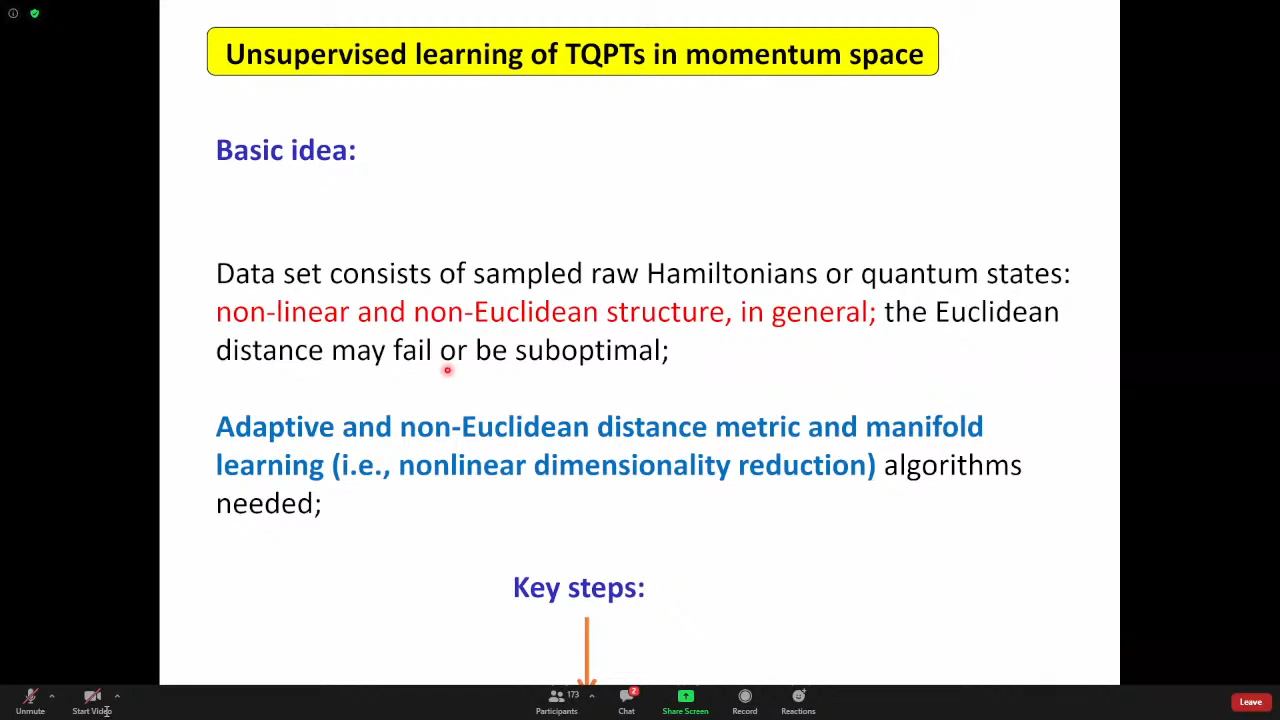 Unsupervised learning of TQPTs in momentum space
Basic idea:
Data set consists of sampled raw Hamiltonians or quantum states:
non-linear and non-Euclidean structure, in general; the Euclidean
distance may fail or be suboptimal;
Adaptive and non-Euclidean distance metric and manifold
learning (i.e., nonlinear dimensionality reduction) algorithms
needed;
Key steps:
Unmute
Start Video
173
Participants
2
Chat
Share Screen
Record
Reactions
Leave